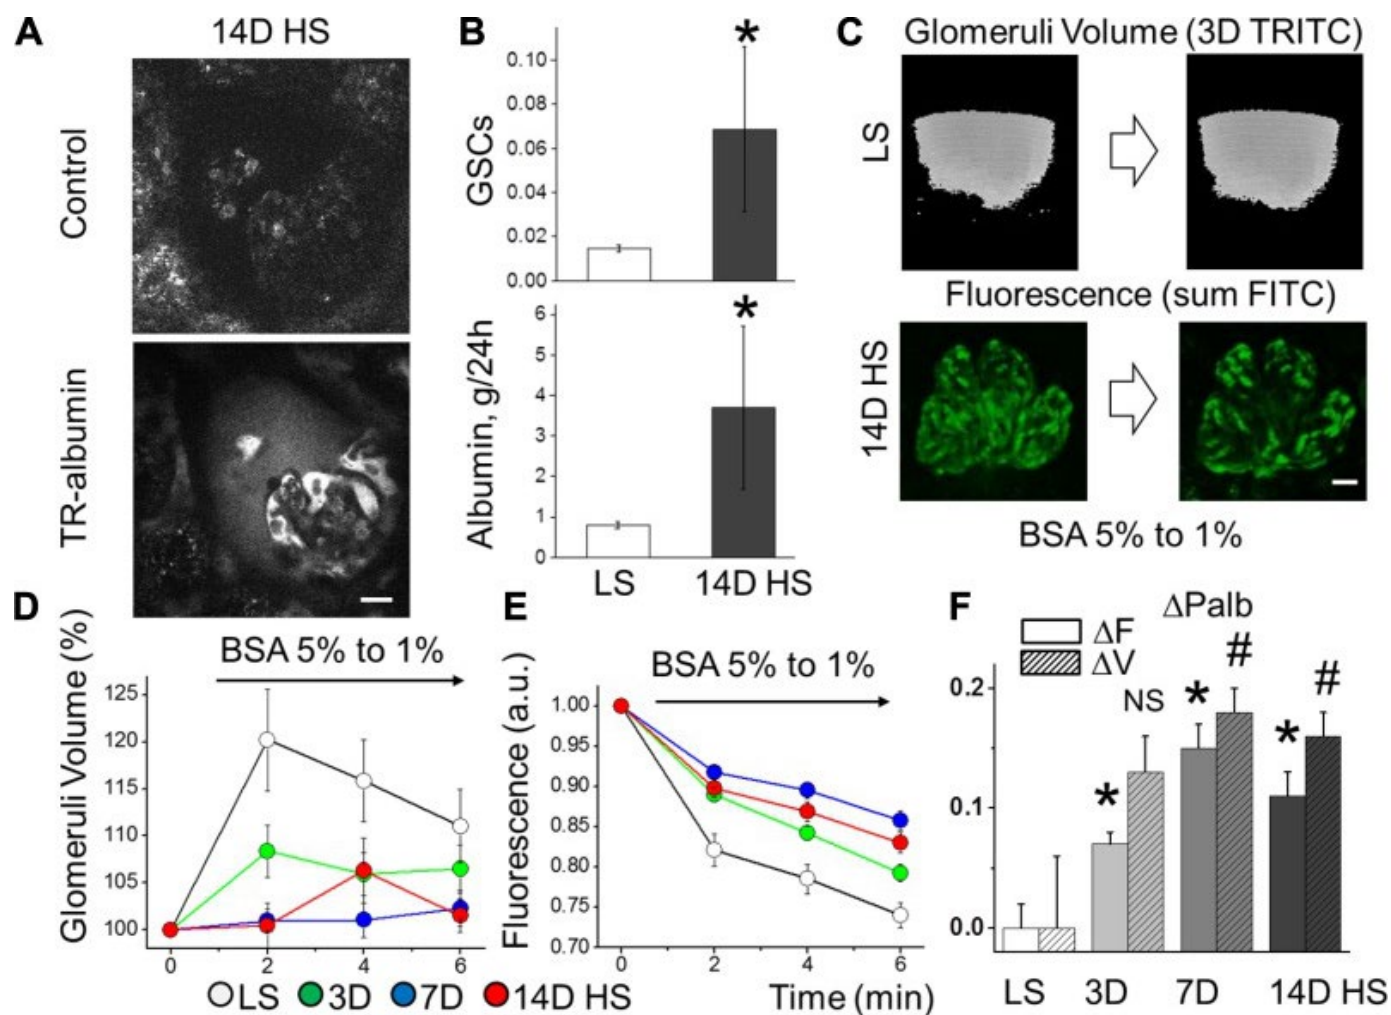 A
14D HS
Control
TR-albumin
B
*
GSCs
0.10
0.08
0.06
0.04
0.02
0.00
*
Albumin, g/24h
6
5
4
3
2
1
0
LS
14D HS
C
Glomeruli Volume (3D TRITC)
LS
Fluorescence (sum FITC)
14D HS
BSA 5% to 1%
D
BSA 5% to 1%
Glomeruli Volume (%)
125
120
115
110
105
100
0 2 4 6
LS 3D 7D 14D HS
E
BSA 5% to 1%
Fluorescence (a.u.)
1.00
0.95
0.90
0.85
0.80
0.75
0.70
0 2 4 6
Time (min)
F
ΔPalb
ΔF
ΔV
* NS * # * #
0.2
0.1
0.0
LS 3D 7D 14D HS